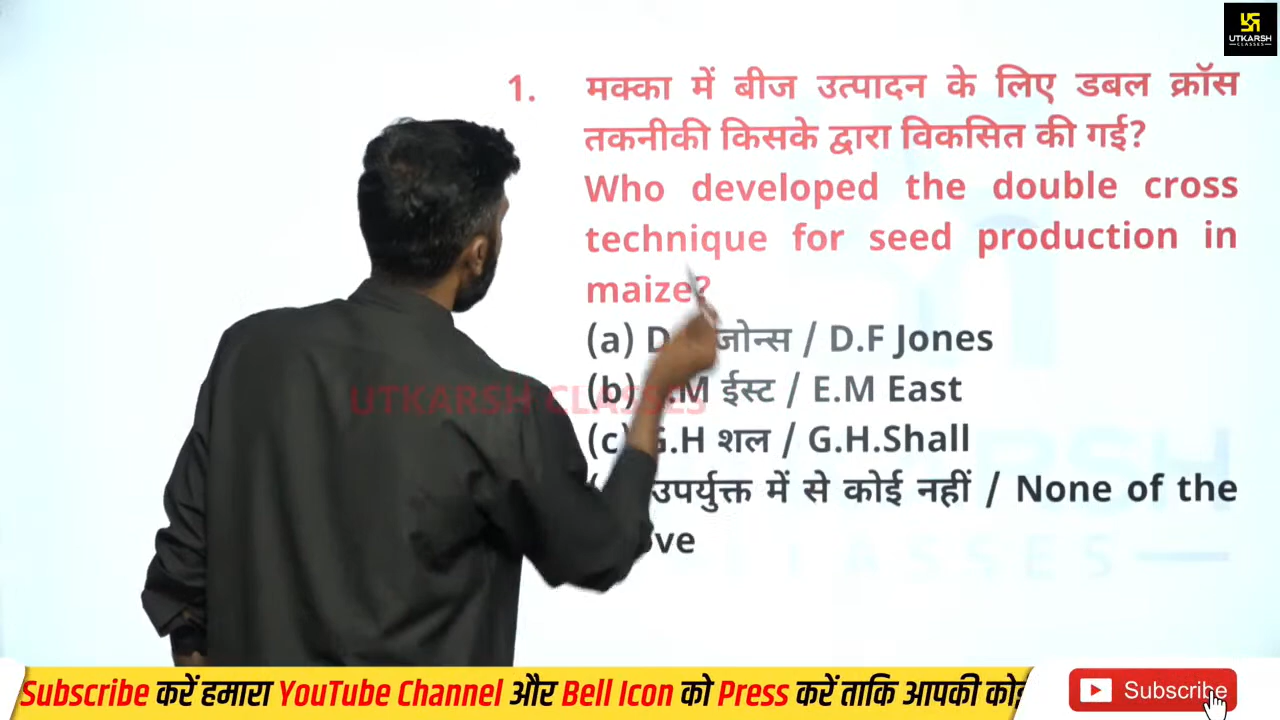 UTKARSH
CLASSES
1. मक्का में बीज उत्पादन के लिए डबल क्रॉस
तकनीकी किसके द्वारा विकसित की गई?
Who developed the double cross
technique for seed production in
maize?
(a) D. जोन्स / D.F Jones
(b) .M ईस्ट / E.M East
(c) G.H शल / G.H.Shall
उपर्युक्त में से कोई नहीं / None of the
UTKARSH CLASSES
Subscribe करें हमारा YouTube Channel और Bell Icon को Press करें ताकि आपकी कोई
Subscribe